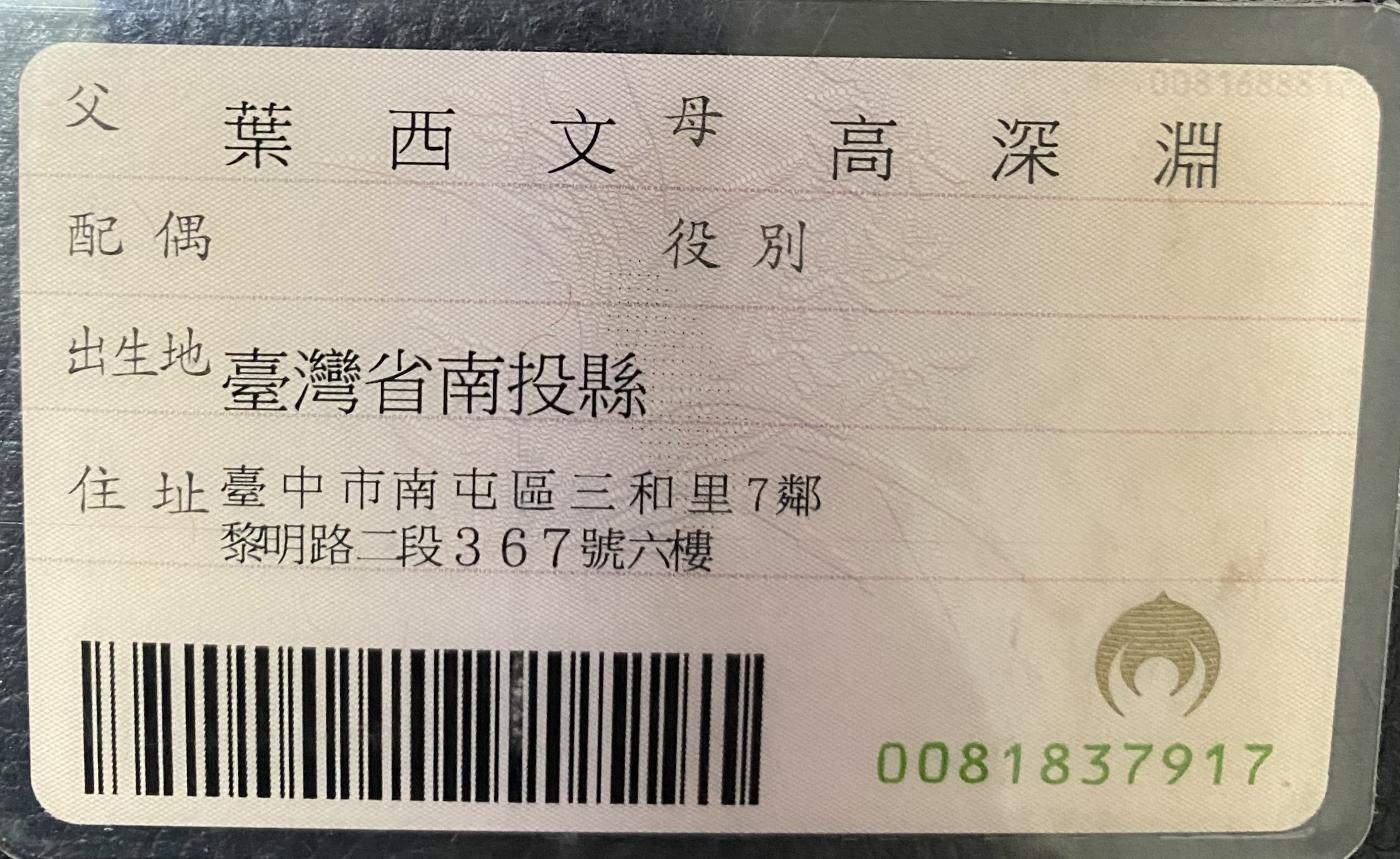 父 葉西文 母 高深淵
配偶 役別
出生地 臺灣省南投縣
住址 臺中市南屯區三和里7鄰
黎明路二段367號六樓
0081837917